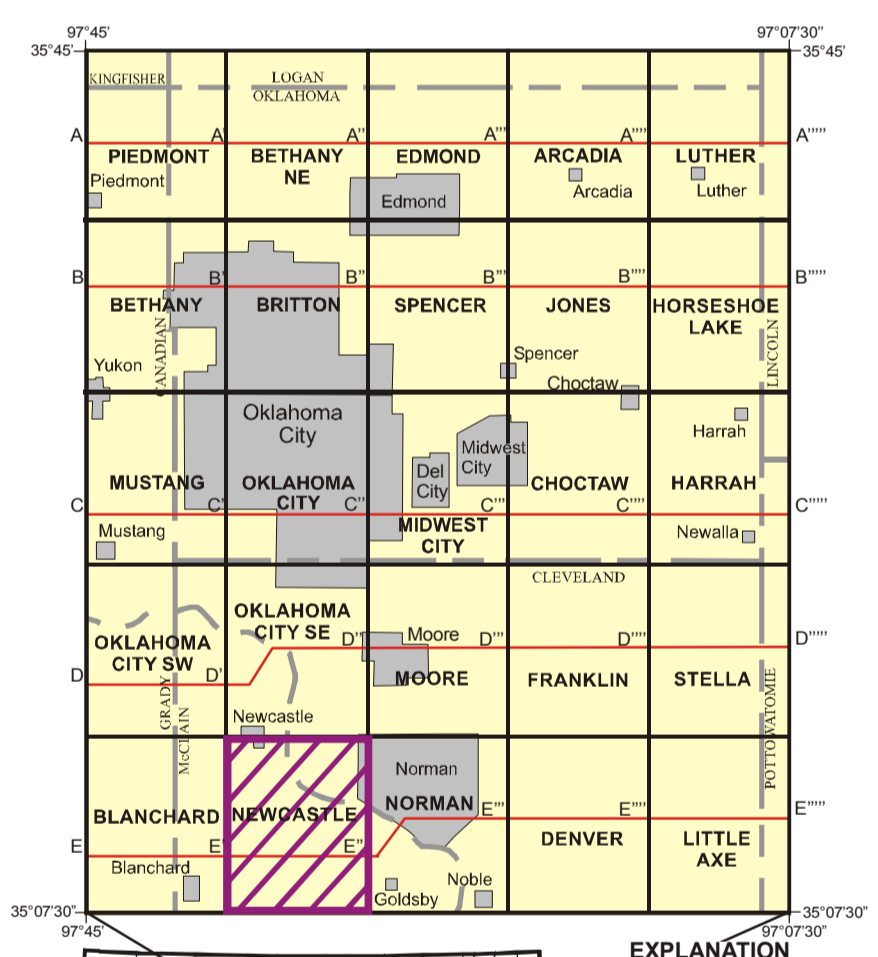 97°45'
97°07'30"
35°45'
35°45'
KINGFISHER
LOGAN
OKLAHOMA
A
A'
A''
A'''
A''''
A'''''
PIEDMONT
BETHANY
NE
EDMOND
ARCADIA
LUTHER
Piedmont
Edmond
Arcadia
Luther
B
B'
B''
B'''
B''''
B'''''
BETHANY
BRITTON
SPENCER
JONES
HORSESHOE
LAKE
CANADIAN
LINCOLN
Yukon
Spencer
Choctaw
Oklahoma
City
Midwest
City
Del
City
Harrah
MUSTANG
OKLAHOMA
CITY
CHOCTAW
HARRAH
C
C'
C''
C'''
C''''
C'''''
MIDWEST
CITY
Mustang
Newalla
CLEVELAND
OKLAHOMA
CITY SE
OKLAHOMA
CITY SW
Moore
D
D'
D''
D'''
D''''
D'''''
MOORE
FRANKLIN
STELLA
GRADY
McCLAIN
POTTOWATOMIE
Newcastle
Norman
BLANCHARD
NEWCASTLE
NORMAN
DENVER
LITTLE
AXE
E
E'
E''
E'''
E''''
E'''''
Blanchard
Goldsby
Noble
35°07'30"
35°07'30"
97°45'
97°07'30"
EXPLANATION